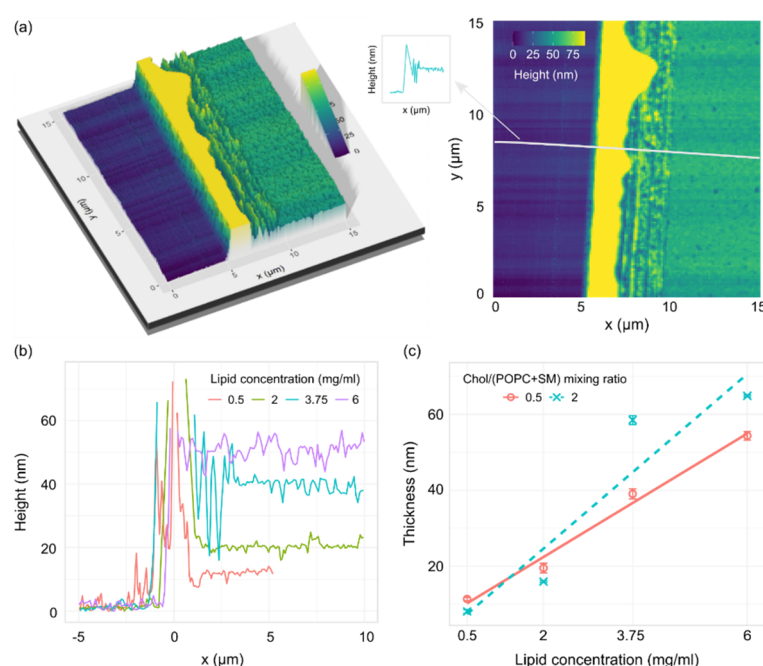 (a)
15
10
5
0
y (µm)
0
5
10
15
x (µm)
25
0
Height (nm)
x (µm)
15
10
5
0
y (µm)
0 25 50 75
Height (nm)
0 5 10 15
x (µm)
(b)
Lipid concentration (mg/ml)
0.5 2 3.75 6
60
40
20
0
Height (nm)
-5 0 5 10
x (µm)
(c)
Chol/(POPC+SM) mixing ratio
0.5 2
60
40
20
Thickness (nm)
0.5 2 3.75 6
Lipid concentration (mg/ml)